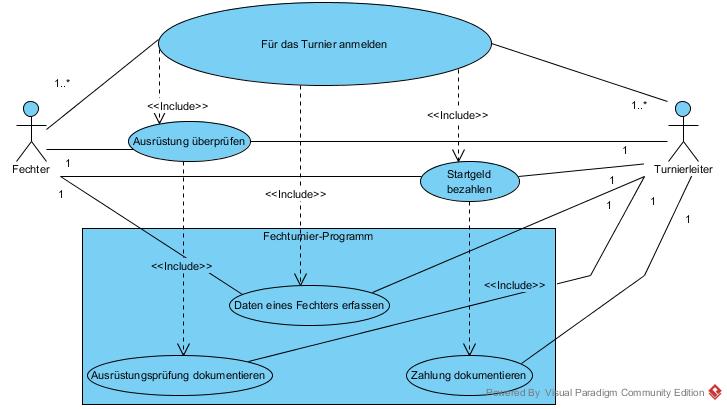 Für das Turnier anmelden
1..*
<<Include>>
<<Include>>
1..*
Ausrüstung überprüfen
1
1
Fechter
Turnierleiter
Startgeld
bezahlen
1
<<Include>>
1
1
1
1
Fechturnier-Programm
<<Include>>
<<Include>>
Daten eines Fechters erfassen
Ausrüstungsprüfung dokumentieren
Zahlung dokumentieren
Powered By Visual Paradigm Community Edition